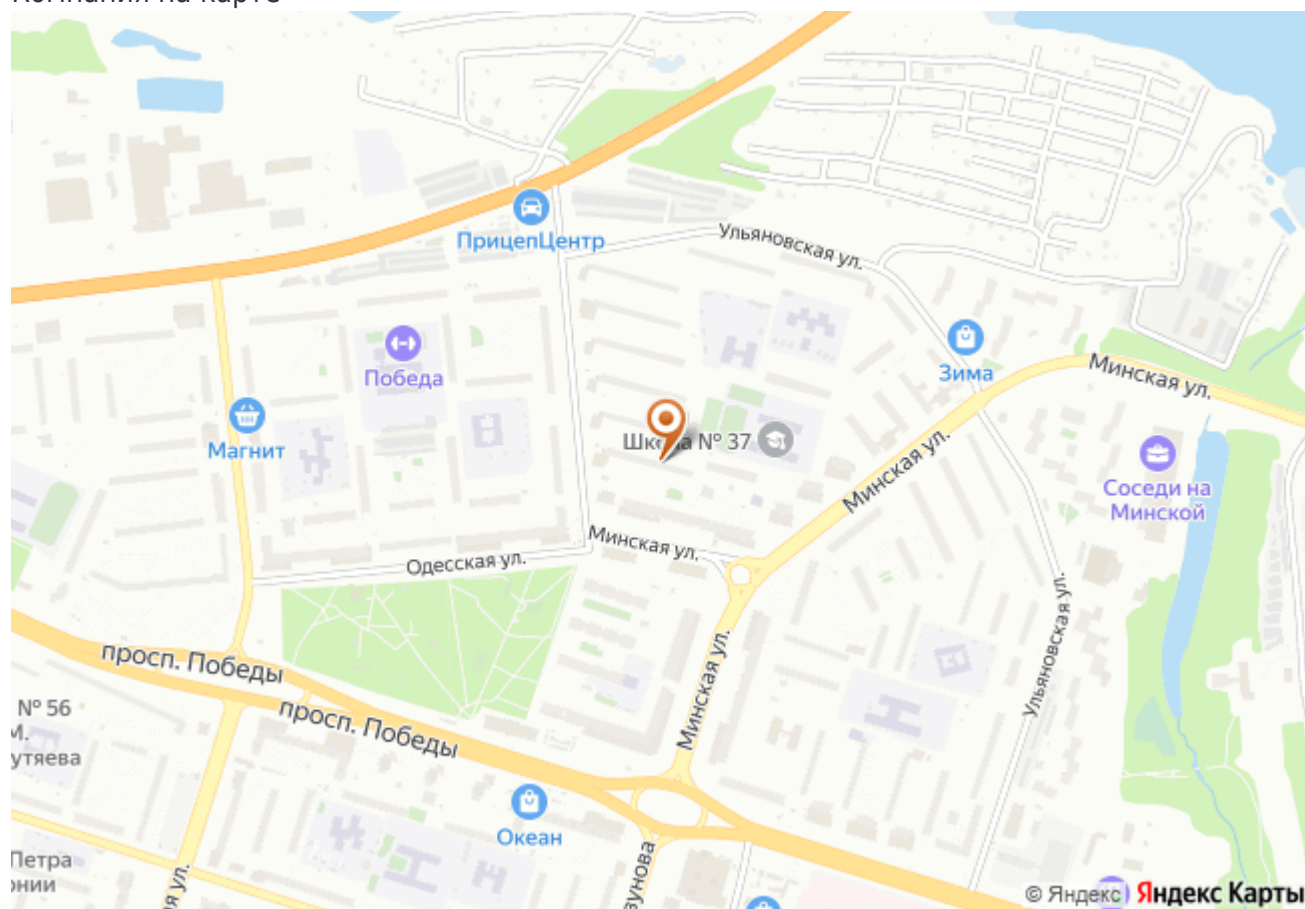 ПрицепЦентр
Ульяновская ул.
Победа
Зима
Минская ул.
Магнит
Школа № 37
Минская ул.
Соседи на
Минской
Минская ул.
Одесская ул.
Ульяновская ул.
просп. Победы
Минская ул.
№ 56
М.
просп. Победы
Океан
Петра
© Яндекс Яндекс Карты